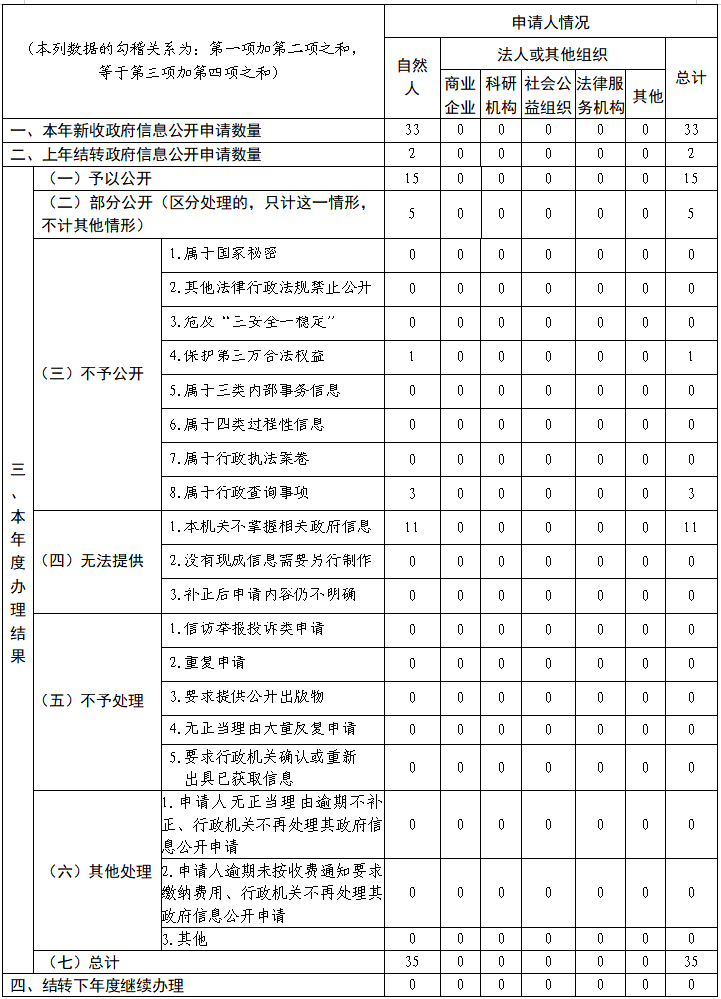 （本列数据的勾稽关系为：第一项加第二项之和，
等于第三项加第四项之和）
申请人情况
自然
人
法人或其他组织
总计
商业
企业
科研
机构
社会公
益组织
法律服
务机构
其他
一、本年新收政府信息公开申请数量 33 0 0 0 0 0 33
二、上年结转政府信息公开申请数量 2 0 0 0 0 0 2
三、本年度办理结果
（一）予以公开 15 0 0 0 0 0 15
（二）部分公开（区分处理的，只计这一情形，
不计其他情形） 5 0 0 0 0 0 5
（三）不予公开
1.属于国家秘密 0 0 0 0 0 0 0
2.其他法律行政法规禁止公开 0 0 0 0 0 0 0
3.危及“三安全一稳定” 0 0 0 0 0 0 0
4.保护第三方合法权益 1 0 0 0 0 0 1
5.属于三类内部事务信息 0 0 0 0 0 0 0
6.属于四类过程性信息 0 0 0 0 0 0 0
7.属于行政执法案卷 0 0 0 0 0 0 0
8.属于行政查询事项 3 0 0 0 0 0 3
（四）无法提供
1.本机关不掌握相关政府信息 11 0 0 0 0 0 11
2.没有现成信息需要另行制作 0 0 0 0 0 0 0
3.补正后申请内容仍不明确 0 0 0 0 0 0 0
（五）不予处理
1.信访举报投诉类申请 0 0 0 0 0 0 0
2.重复申请 0 0 0 0 0 0 0
3.要求提供公开出版物 0 0 0 0 0 0 0
4.无正当理由大量反复申请 0 0 0 0 0 0 0
5.要求行政机关确认或重新
出具已获取信息 0 0 0 0 0 0 0
（六）其他处理
1.申请人无正当理由逾期不补
正、行政机关不再处理其政府信
息公开申请 0 0 0 0 0 0 0
2.申请人逾期未按收费通知要求
缴纳费用、行政机关不再处理其
政府信息公开申请 0 0 0 0 0 0 0
3.其他 0 0 0 0 0 0 0
（七）总计 35 0 0 0 0 0 35
四、结转下年度继续办理 0 0 0 0 0 0 0